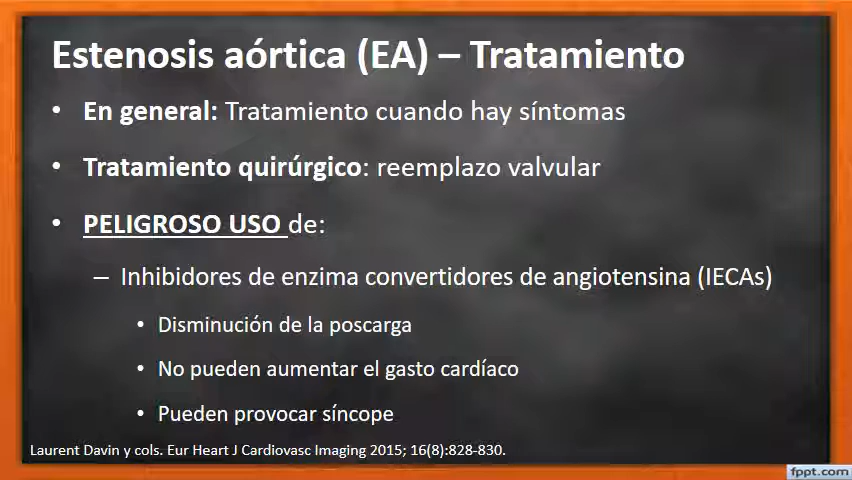 Estenosis aórtica (EA) – Tratamiento
• En general: Tratamiento cuando hay síntomas
• Tratamiento quirúrgico: reemplazo valvular
• PELIGROSO USO de:
– Inhibidores de enzima convertidores de angiotensina (IECAs)
• Disminución de la poscarga
• No pueden aumentar el gasto cardíaco
• Pueden provocar síncope
Laurent Davin y cols. Eur Heart J Cardiovasc Imaging 2015; 16(8):828-830.
fppt.com